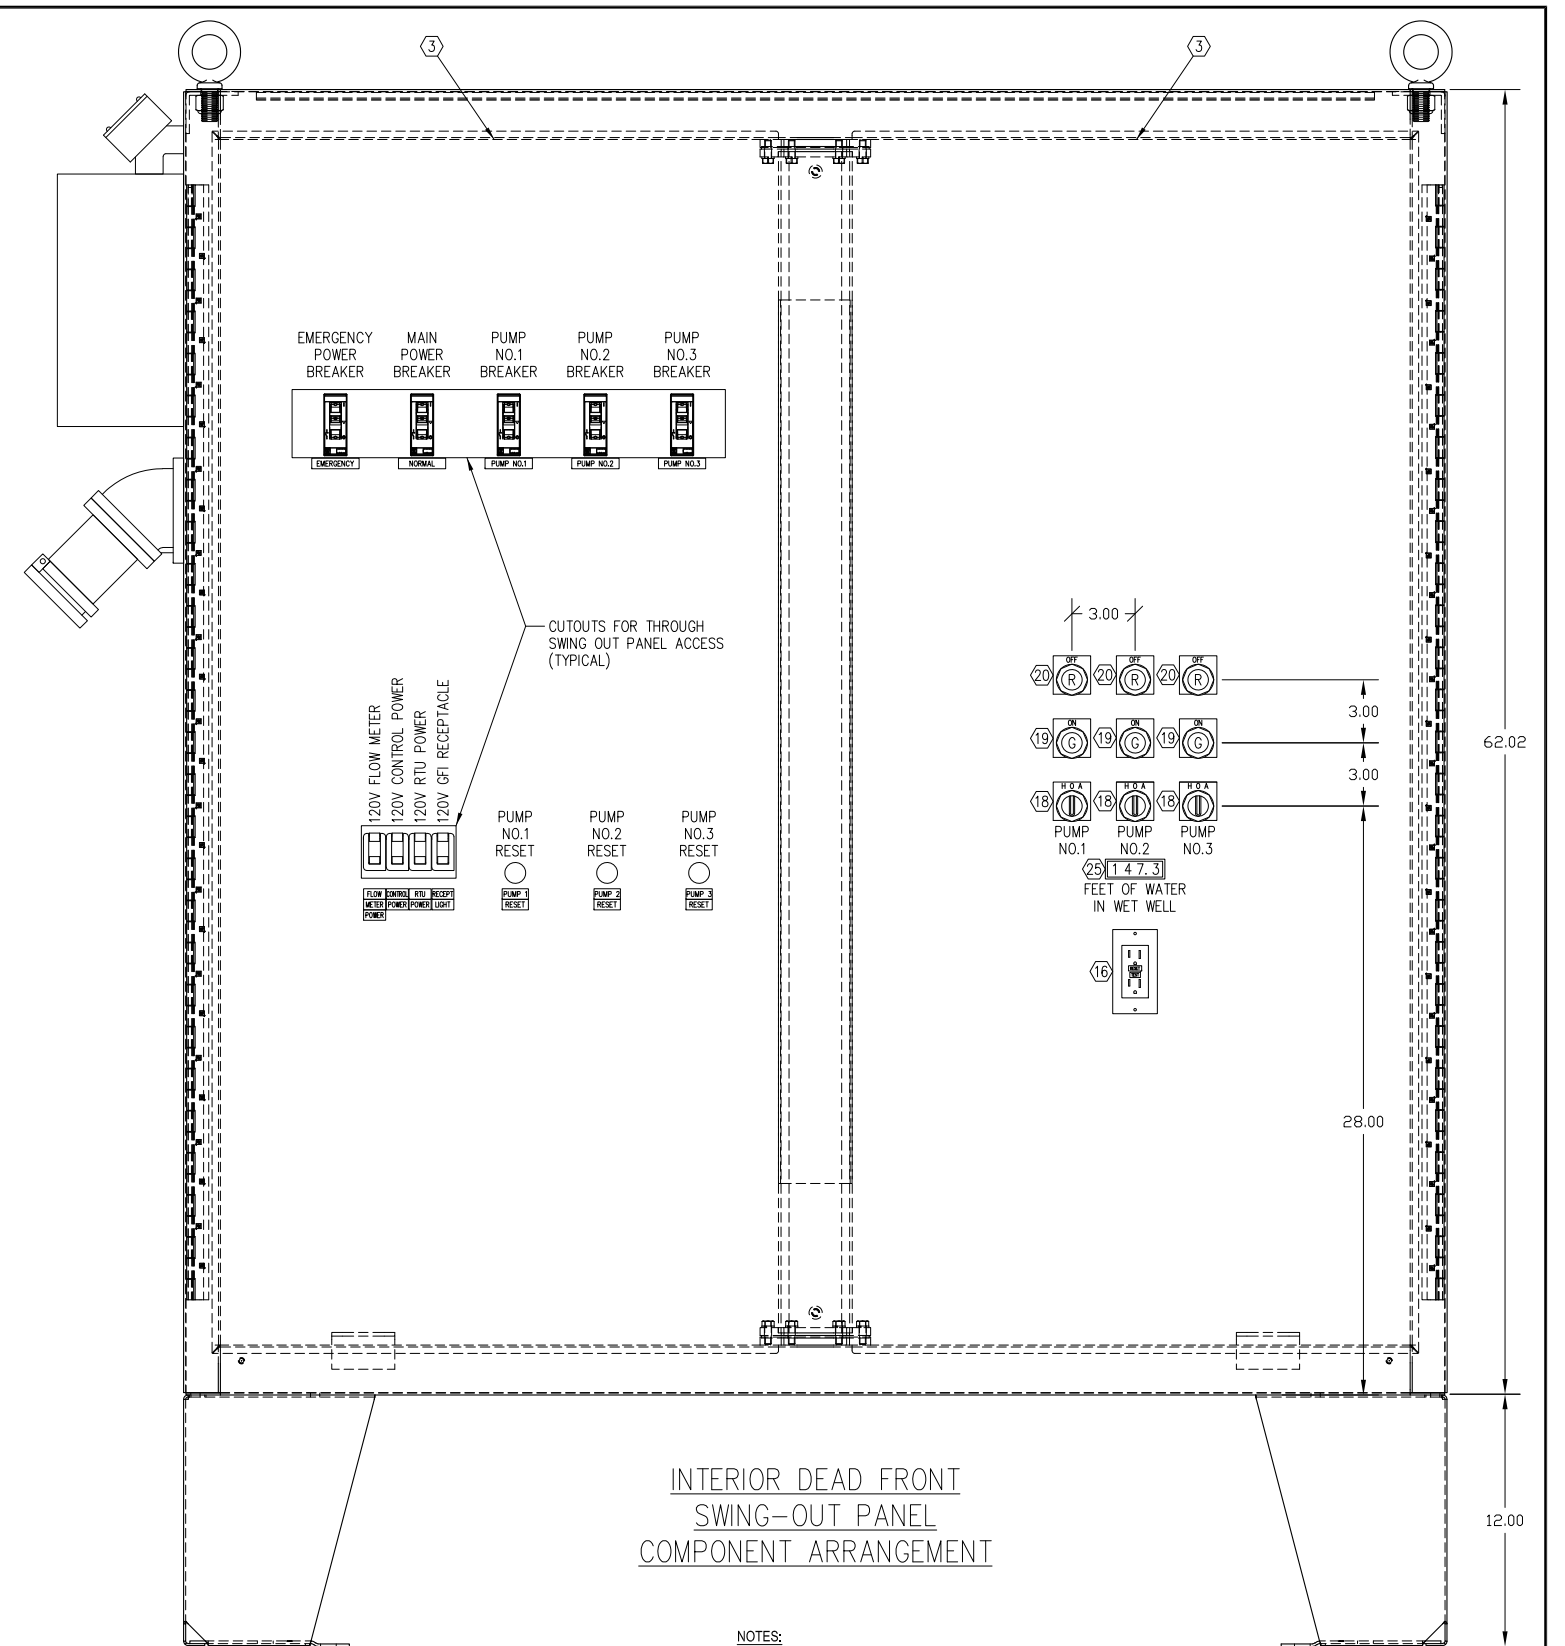 3
3
EMERGENCY
POWER
BREAKER
MAIN
POWER
BREAKER
PUMP
NO.1
BREAKER
PUMP
NO.2
BREAKER
PUMP
NO.3
BREAKER
EMERGENCY
NORMAL
PUMP NO.1
PUMP NO.2
PUMP NO.3
CUTOUTS FOR THROUGH
SWING OUT PANEL ACCESS
(TYPICAL)
120V FLOW METER
120V CONTROL POWER
120V RTU POWER
120V GFI RECEPTACLE
FLOW
METER
POWER
CONTROL
POWER
RTU
POWER
RECEPT
LIGHT
PUMP
NO.1
RESET
PUMP 1
RESET
PUMP
NO.2
RESET
PUMP 2
RESET
PUMP
NO.3
RESET
PUMP 3
RESET
3.00
20 OFF R
20 OFF R
20 OFF R
3.00
19 ON G
19 ON G
19 ON G
3.00
18 H O A
18 H O A
18 H O A
PUMP
NO.1
PUMP
NO.2
PUMP
NO.3
25 147.3
FEET OF WATER
IN WET WELL
16
RESET
TEST
28.00
62.02
12.00
INTERIOR DEAD FRONT
SWING-OUT PANEL
COMPONENT ARRANGEMENT
NOTES: